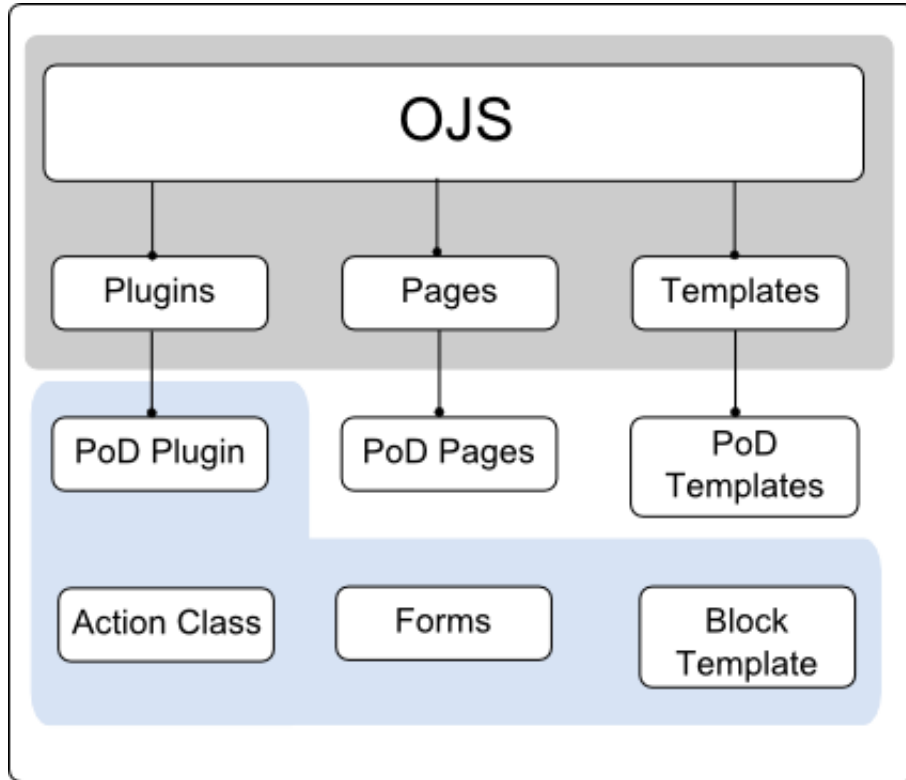 OJS
Plugins
Pages
Templates
PoD Plugin
PoD Pages
PoD
Templates
Action Class
Forms
Block
Template